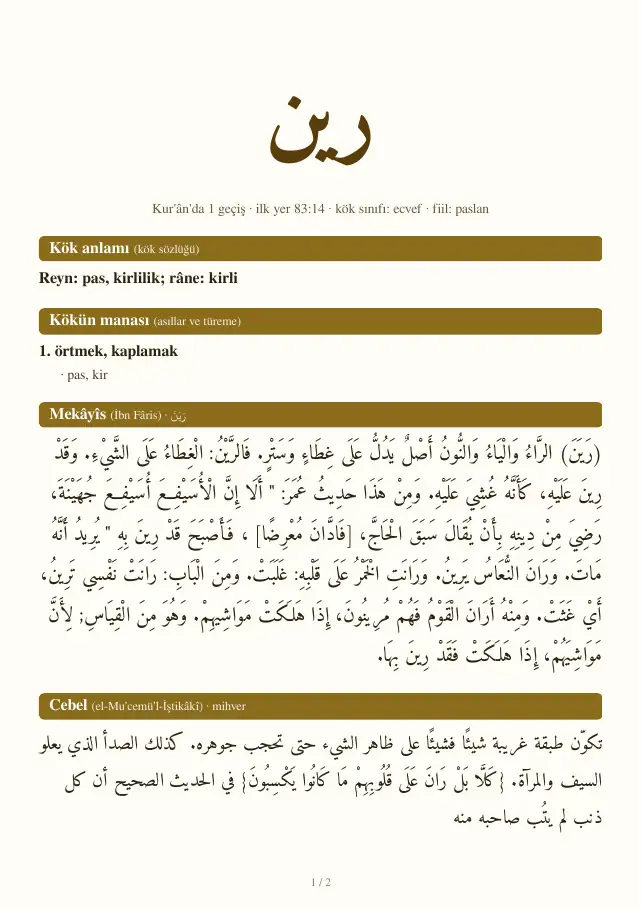 رين
Kur'ân'da 1 geçiş · ilk yer 83:14 · kök sınıfı: ecvef · fiil: paslan
Kök anlamı (kök sözlüğü)
Reyn: pas, kirlilik; râne: kirli
Kökün manası (asıllar ve türeme)
1. örtmek, kaplamak
· pas, kir
Mekâyîs (İbn Fâris) · رَيَنَ
(رَيَنَ) الرَّاءُ وَالْيَاءُ وَالنُّونُ أَصْلٌ يَدُلُّ عَلَى غِطَاءٍ وَسَتْرٍ. فَالرَّيْنُ: الْغِطَاءُ عَلَى الشَّيْءِ. وَقَدْ
رِينَ عَلَيْهِ، كَأَنَّهُ غُشِيَ عَلَيْهِ. وَمِنْ هَذَا حَدِيثُ عُمَرَ: " أَلَا إِنَّ الْأُسَيْفِعَ أُسَيْفِعَ جُهَيْنَةَ،
رَضِيَ مِنْ دِينِهِ بِأَنْ يُقَالَ سَبَقَ الْحَاجَّ، [فَادَّانَ مُعْرِضًا] ، فَأَصْبَحَ قَدْ رِينَ بِهِ " يُرِيدُ أَنَّهُ
مَاتَ. وَرَانَ النُّعَاسُ يَرِينُ. وَرَانَتِ الْخَمْرُ عَلَى قَلْبِهِ: غَلَبَتْ. وَمِنَ الْبَابِ: رَانَتْ نَفْسِي تَرِينُ،
أَيْ غَثَتْ. وَمِنْهُ أَرَانَ الْقَوْمُ فَهُمْ مُرِينُونَ، إِذَا هَلَكَتْ مَوَاشِيهِمْ. وَهُوَ مِنَ الْقِيَاسِ; لِأَنَّ
مَوَاشِيَهُمْ، إِذَا هَلَكَتْ فَقَدْ رِينَ بِهَا.
Cebel (el-Mu'cemü'l-İştikâkî) · mihver
تكوّن طبقة غريبة شيئًا فشيئًا على ظاهر الشيء حتى تحجب جوهره. كذلك الصدأ الذي يعلو
السيف والمرآة. {كَلَّا بَلْ رَانَ عَلَى قُلُوبِهِمْ مَا كَانُوا يَكْسِبُونَ} في الحديث الصحيح أن كل
ذنب لم يتُب صاحبه منه
1 / 2